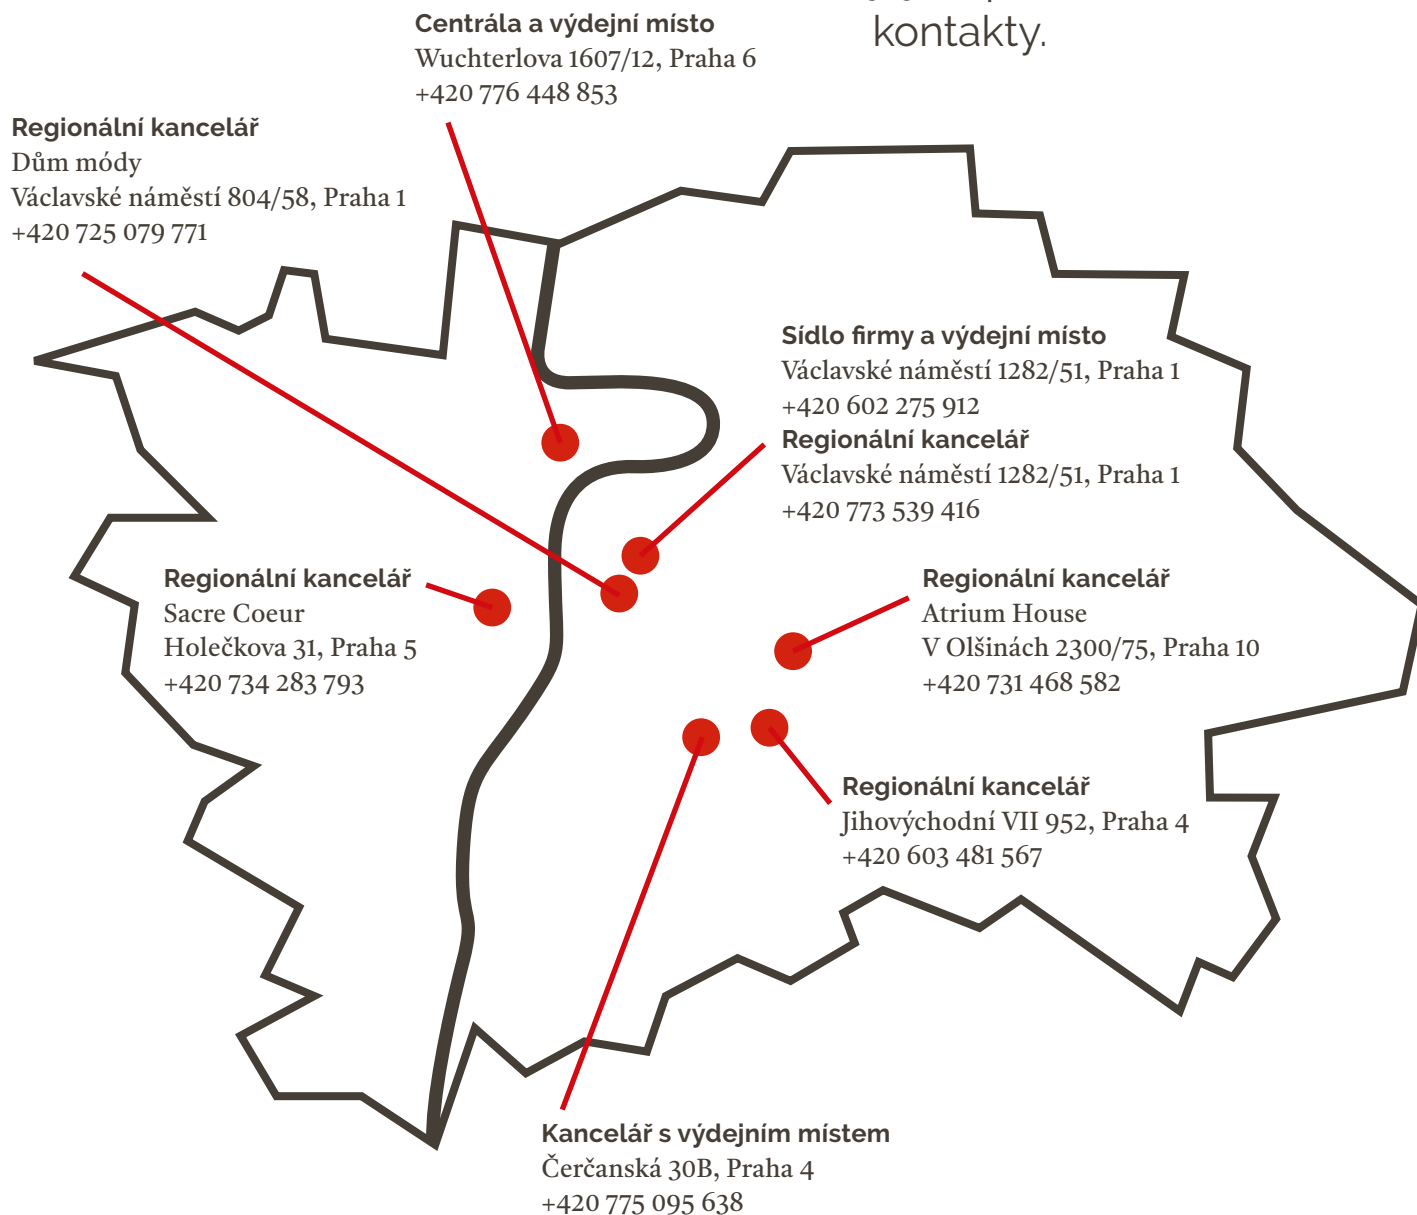 kontakty.
Centrála a výdejní místo
Wuchterlova 1607/12, Praha 6
+420 776 448 853
Regionální kancelář
Dům módy
Václavské náměstí 804/58, Praha 1
+420 725 079 771
Sídlo firmy a výdejní místo
Václavské náměstí 1282/51, Praha 1
+420 602 275 912
Regionální kancelář
Václavské náměstí 1282/51, Praha 1
+420 773 539 416
Regionální kancelář
Sacre Coeur
Holečkova 31, Praha 5
+420 734 283 793
Regionální kancelář
Atrium House
V Olšinách 2300/75, Praha 10
+420 731 468 582
Regionální kancelář
Jihovýchodní VII 952, Praha 4
+420 603 481 567
Kancelář s výdejním místem
Čerčanská 30B, Praha 4
+420 775 095 638